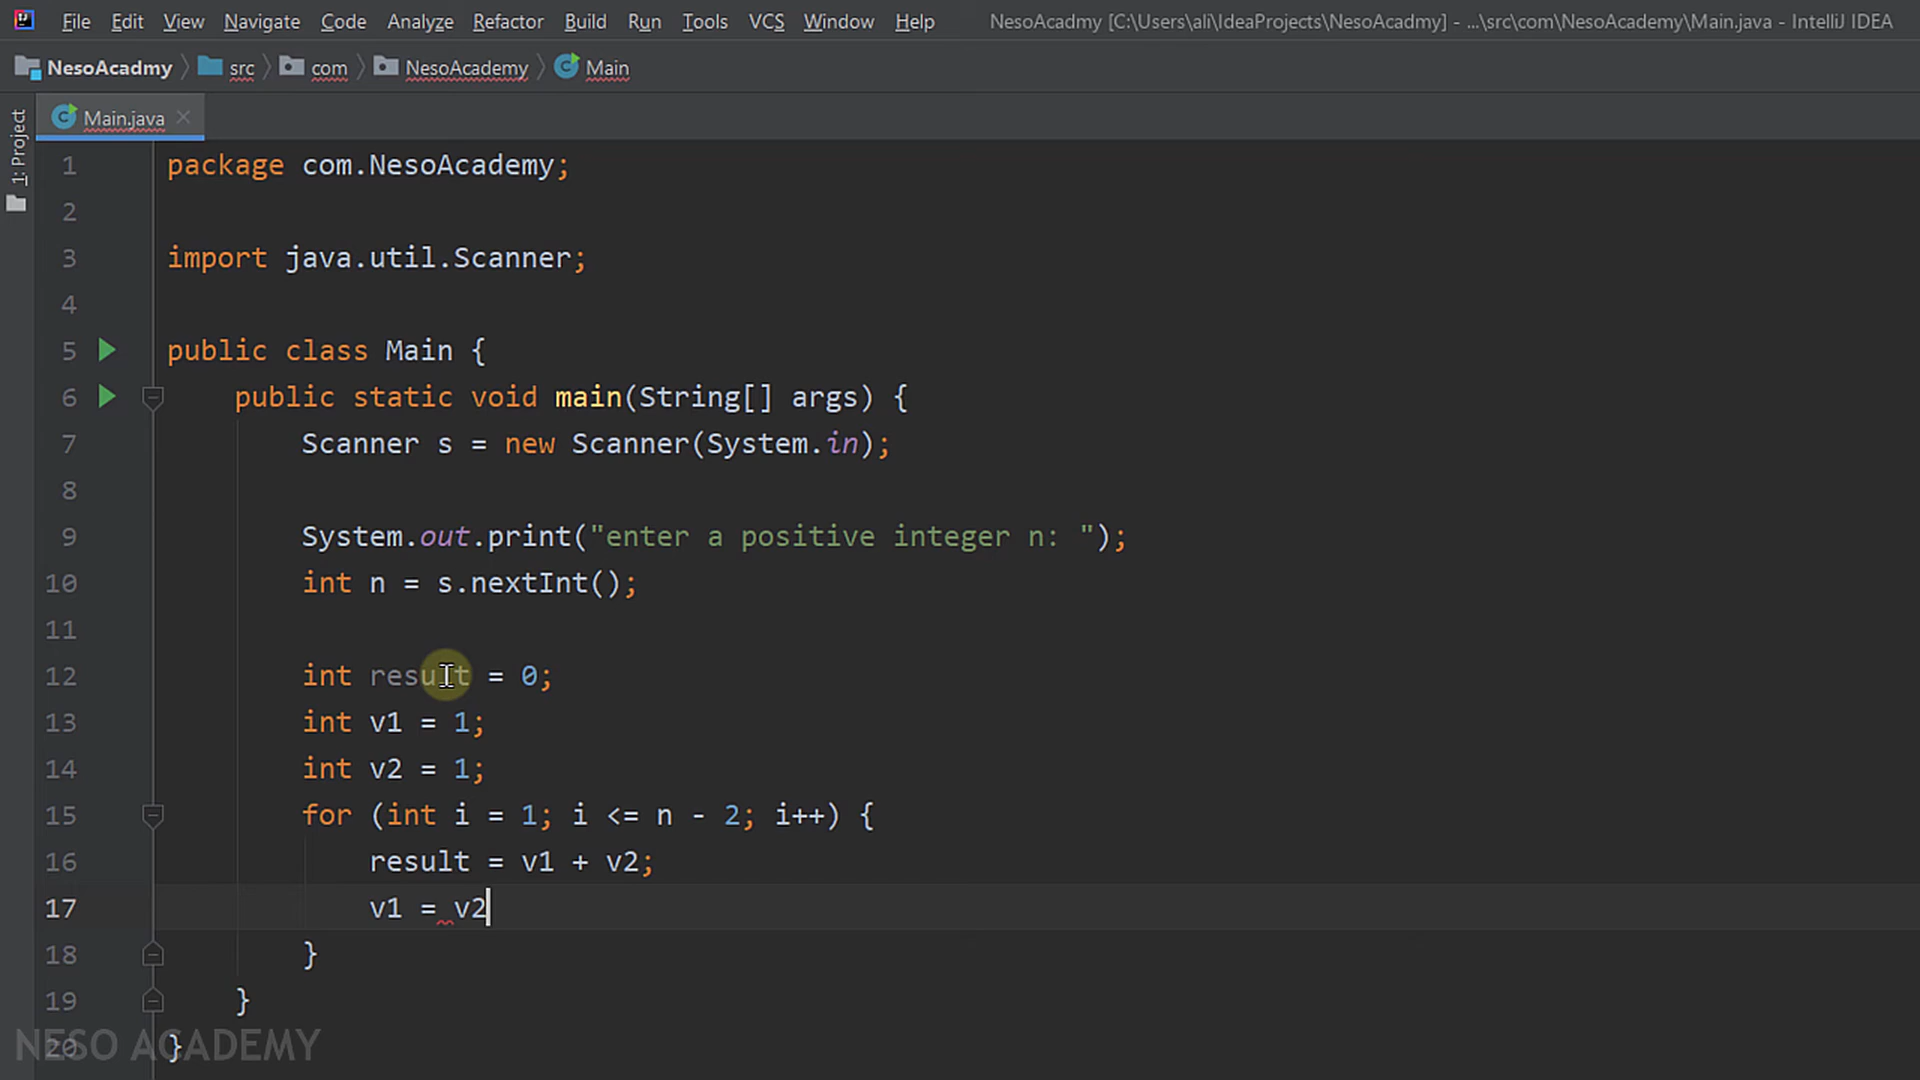 File Edit View Navigate Code Analyze Refactor Build Run Tools VCS Window Help NesoAcadmy [C:\Users\ali\IdeaProjects\NesoAcadmy] - ...\src\com\NesoAcademy\Main.java - IntelliJ IDEA
NesoAcadmy src com NesoAcademy Main
1: Project
Main.java
1 package com.NesoAcademy;
2
3 import java.util.Scanner;
4
5 public class Main {
6 public static void main(String[] args) {
7 Scanner s = new Scanner(System.in);
8
9 System.out.print("enter a positive integer n: ");
10 int n = s.nextInt();
11
12 int result = 0;
13 int v1 = 1;
14 int v2 = 1;
15 for (int i = 1; i <= n - 2; i++) {
16 result = v1 + v2;
17 v1 = v2
18 }
19 }
20 }
NESO ACADEMY